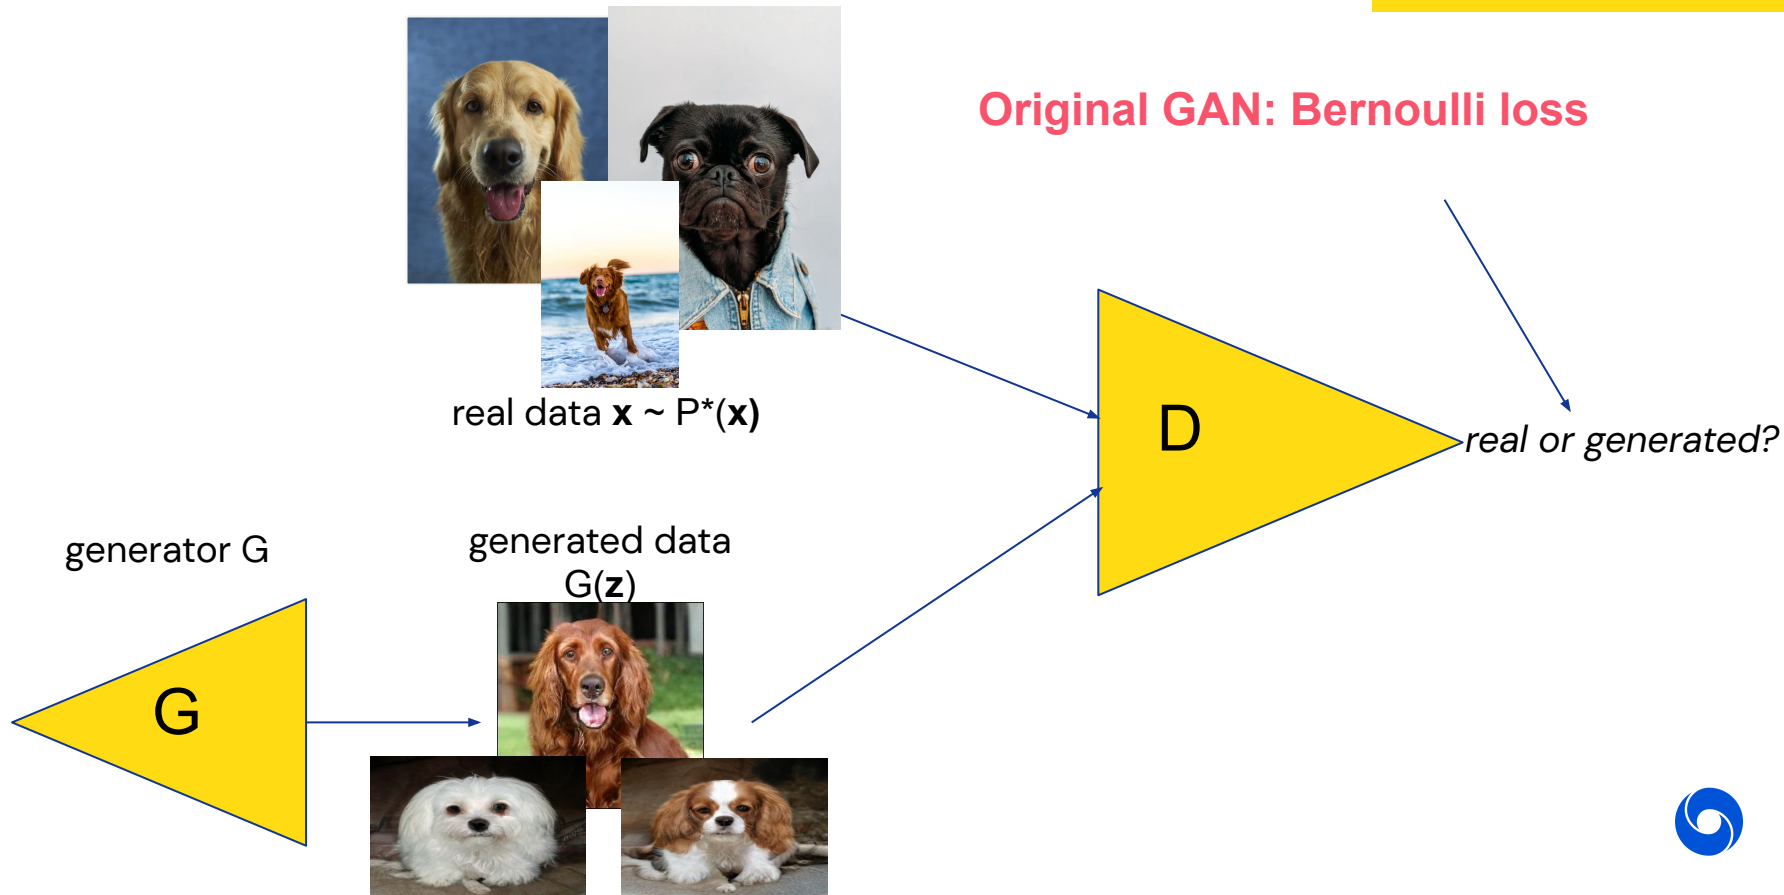 Original GAN: Bernoulli loss
real data x ~ P*(x)
D
real or generated?
generator G
generated data
G(z)
G